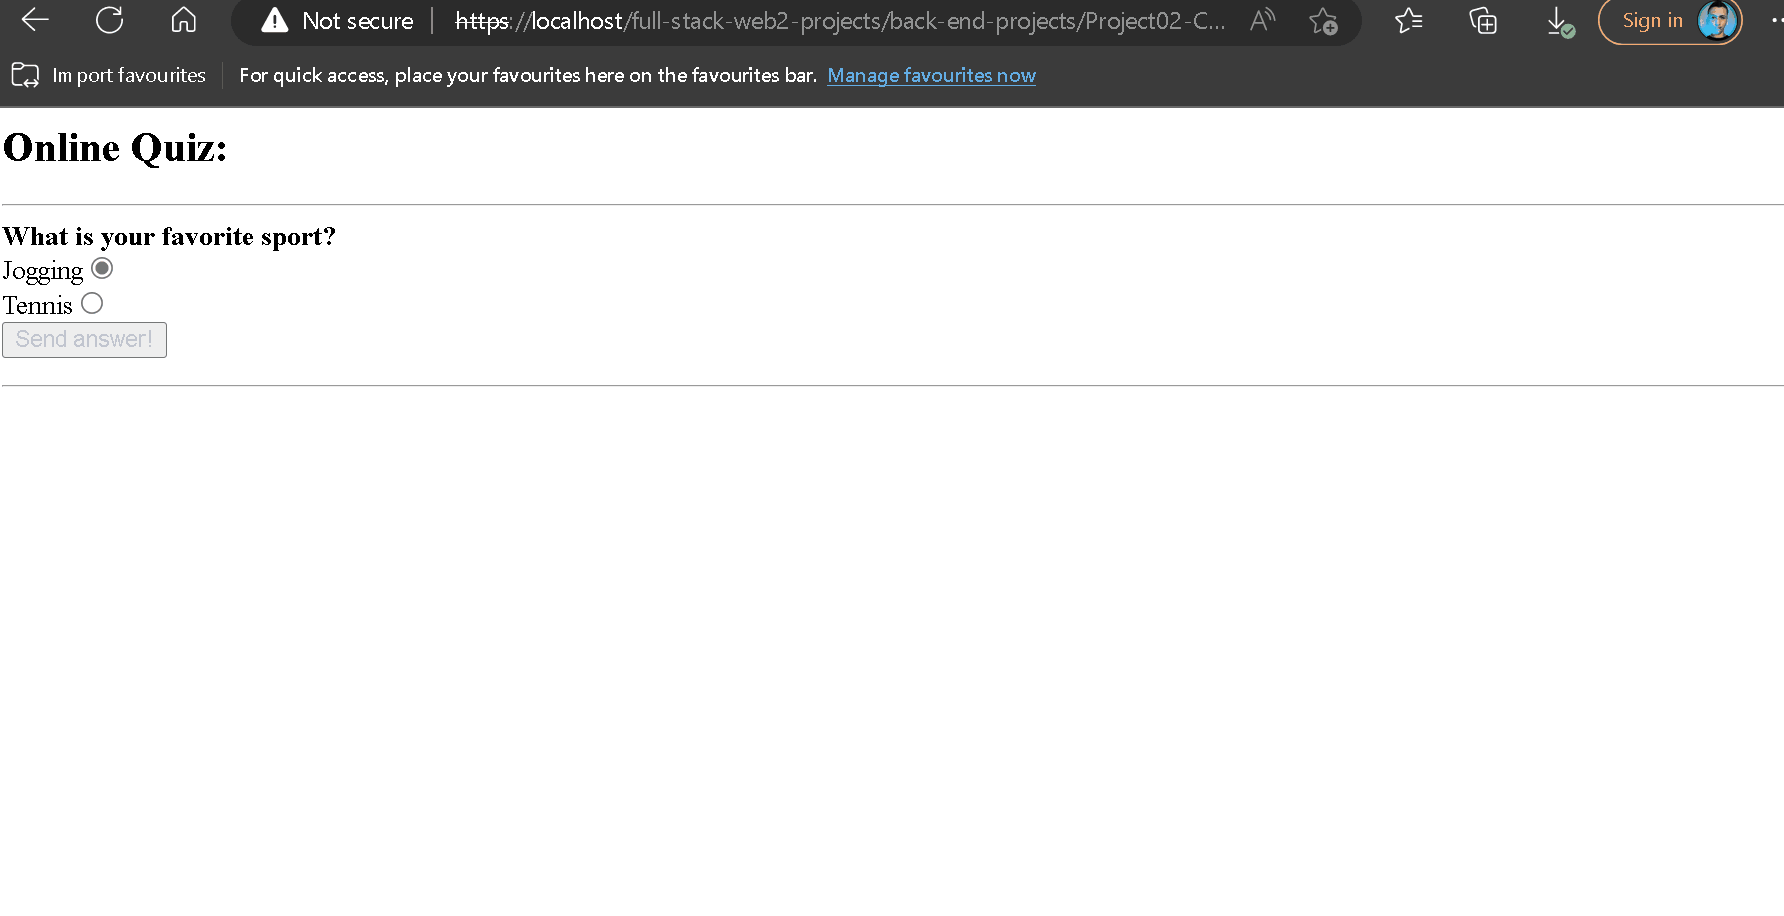 Not secure | https://localhost/full-stack-web2-projects/back-end-projects/Project02-C... A Sign in
Import favourites | For quick access, place your favourites here on the favourites bar. Manage favourites now
Online Quiz:
What is your favorite sport?
Jogging
Tennis
Send answer!